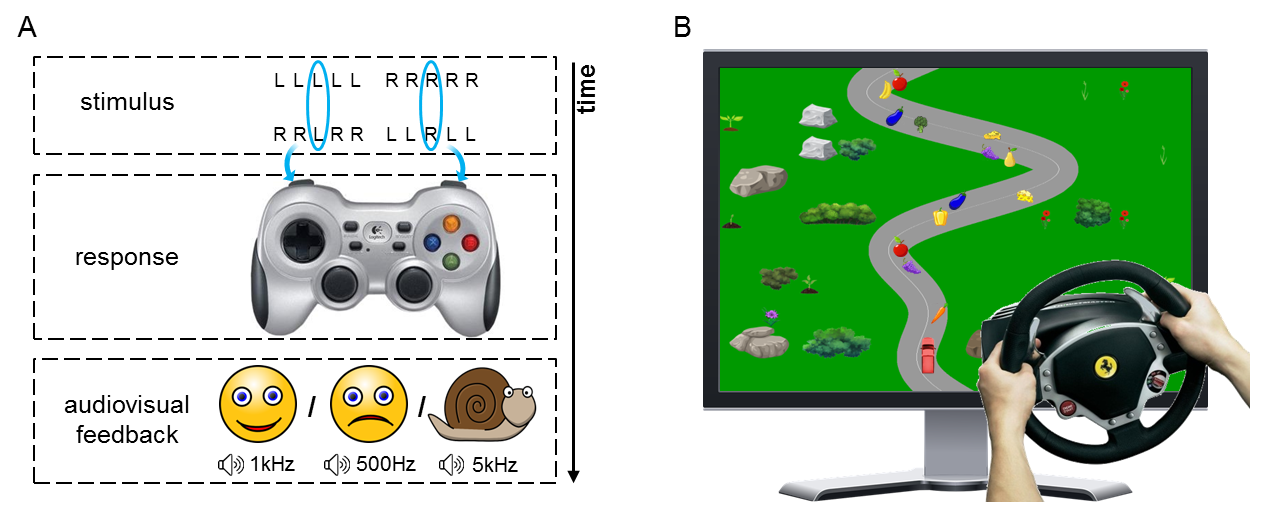 A
B
time
stimulus
L L L L L R R R R R
R R L R R L L R L L
response
Logitech
audiovisual
feedback
/ /
1kHz 500Hz 5kHz